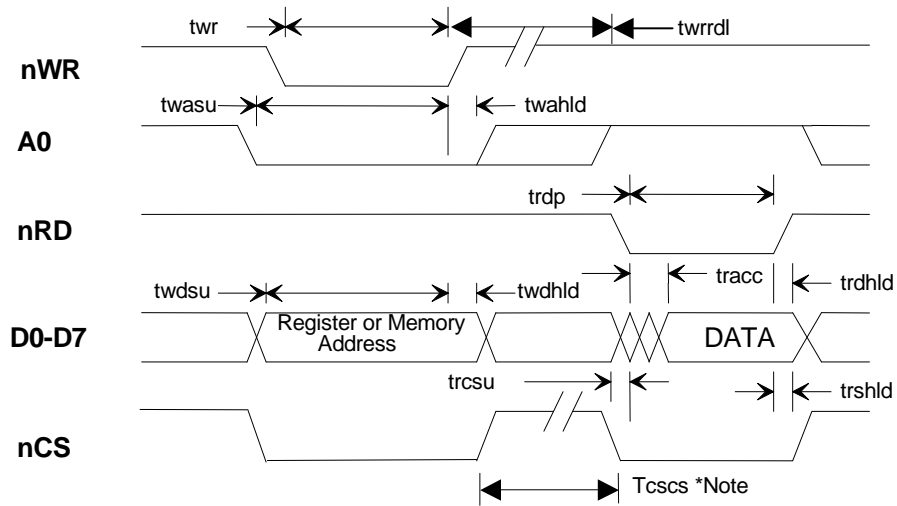 twr
twrrdl
nWR
twasu
twahld
A0
trdp
nRD
tracc
trdhld
twdsu
twdhld
D0-D7
Register or Memory
Address
DATA
trcsu
trshld
nCS
Tcscs *Note